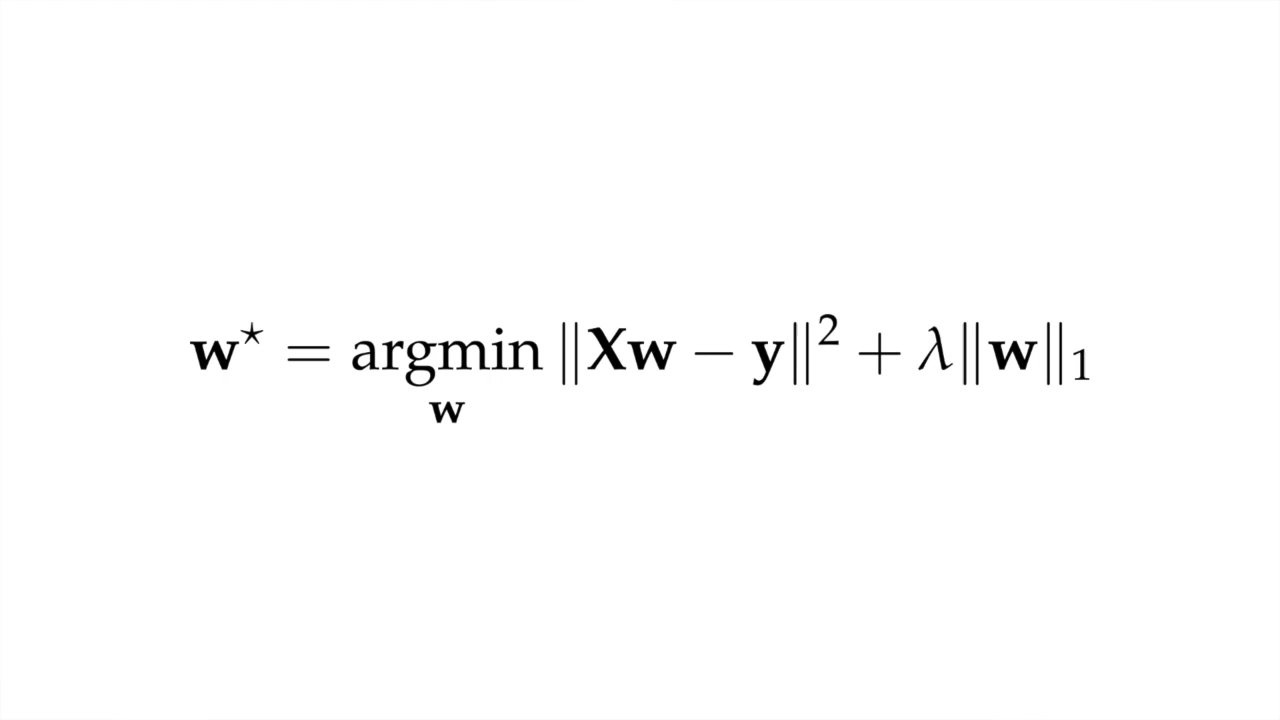 w⋆ = argmin ‖Xw − y‖² + λ‖w‖₁
w